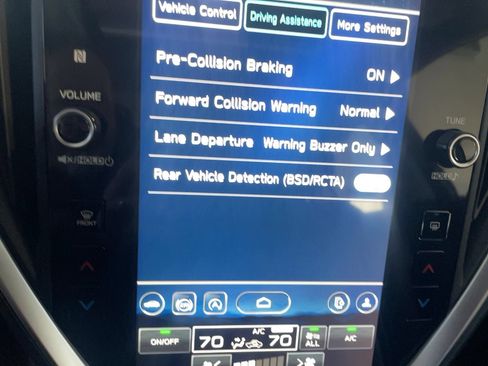 Vehicle Control Driving Assistance More Settings
Pre-Collision Braking ON
VOLUME Forward Collision Warning Normal TUNE
Lane Departure Warning Buzzer Only
HOLD HOLD
Rear Vehicle Detection (BSD/RCTA)
FRONT
A/C
ON/OFF 70 70 ALL A/C